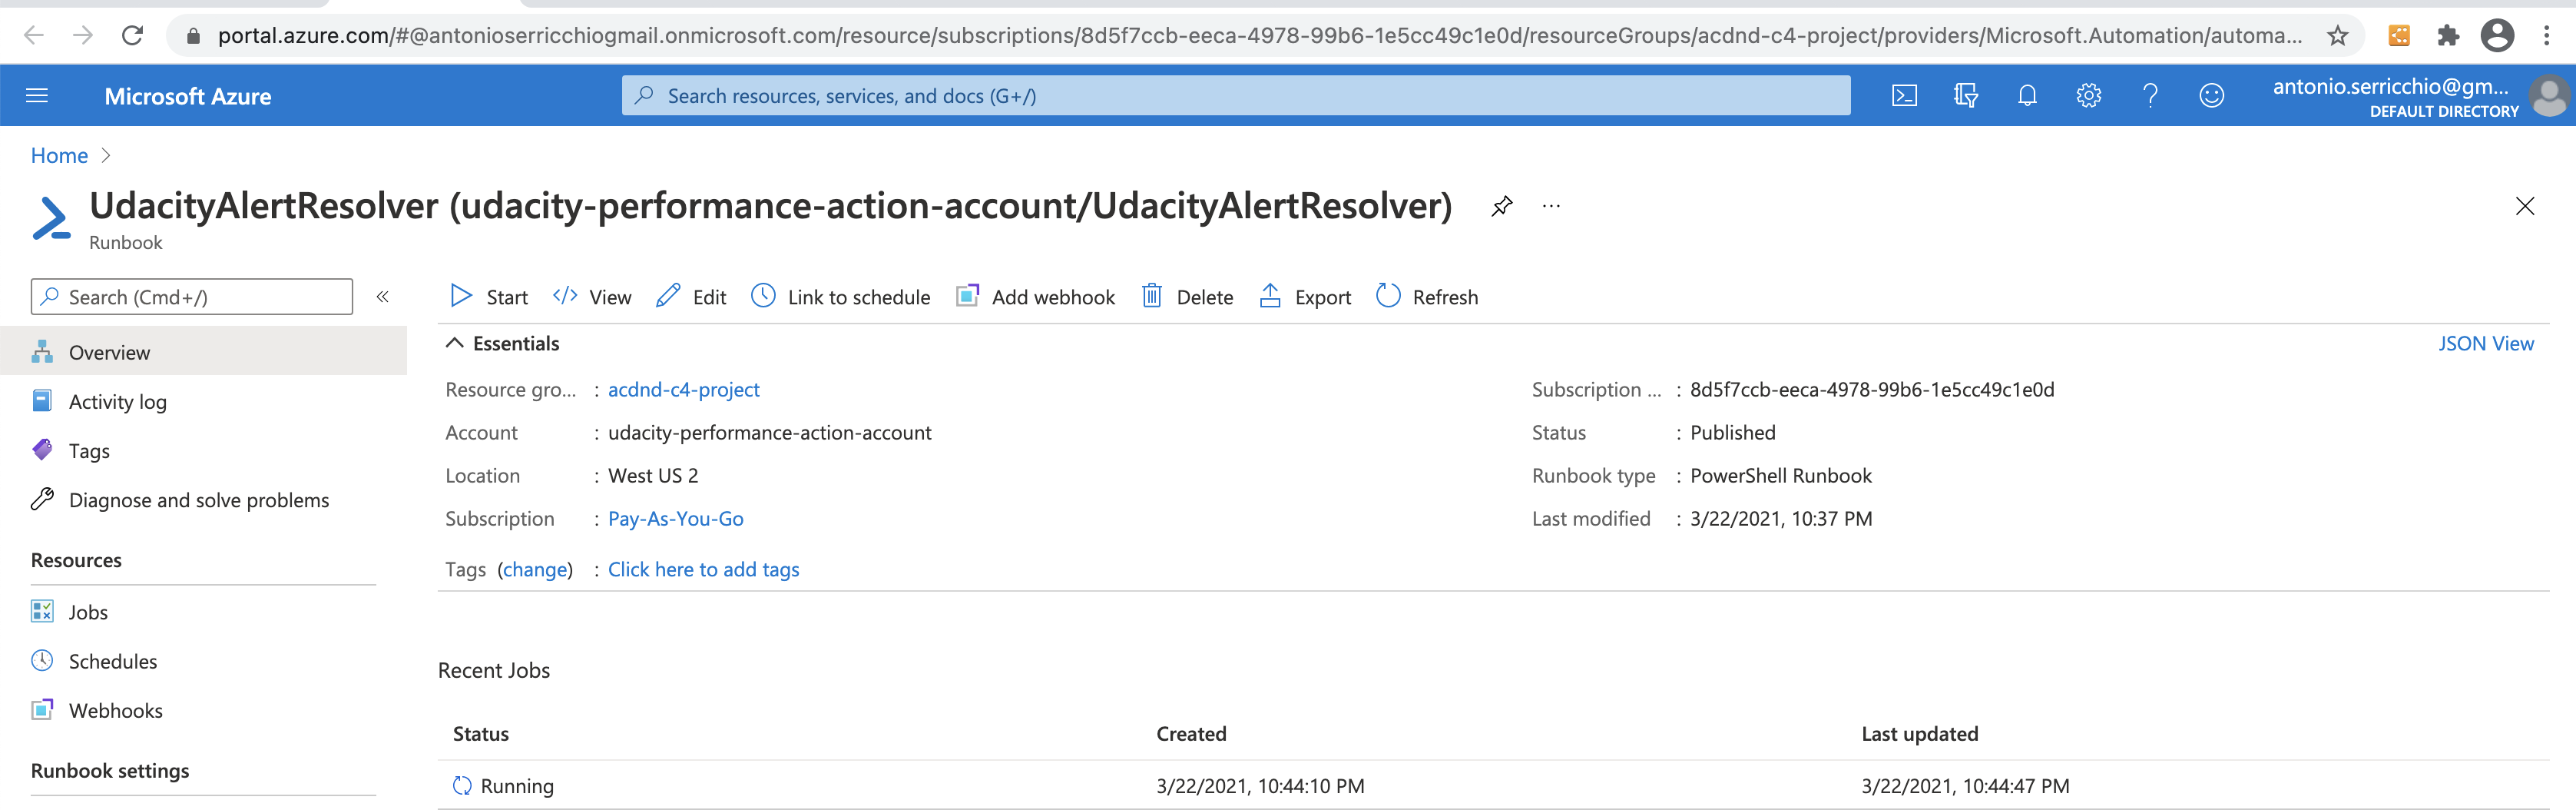 portal.azure.com/#@antonioserricchiogmail.onmicrosoft.com/resource/subscriptions/8d5f7ccb-eeca-4978-99b6-1e5cc49c1e0d/resourceGroups/acdnd-c4-project/providers/Microsoft.Automation/automa...
Microsoft Azure
Search resources, services, and docs (G+/)
antonio.serricchio@gm...
DEFAULT DIRECTORY
Home
UdacityAlertResolver (udacity-performance-action-account/UdacityAlertResolver)
Runbook
Search (Cmd+/)
Start View Edit Link to schedule Add webhook Delete Export Refresh
Overview
Activity log
Tags
Diagnose and solve problems
Resources
Jobs
Schedules
Webhooks
Runbook settings
Essentials
JSON View
Resource gro... : acdnd-c4-project
Account : udacity-performance-action-account
Location : West US 2
Subscription : Pay-As-You-Go
Subscription ... : 8d5f7ccb-eeca-4978-99b6-1e5cc49c1e0d
Status : Published
Runbook type : PowerShell Runbook
Last modified : 3/22/2021, 10:37 PM
Tags (change) : Click here to add tags
Recent Jobs
Status Created Last updated
Running 3/22/2021, 10:44:10 PM 3/22/2021, 10:44:47 PM